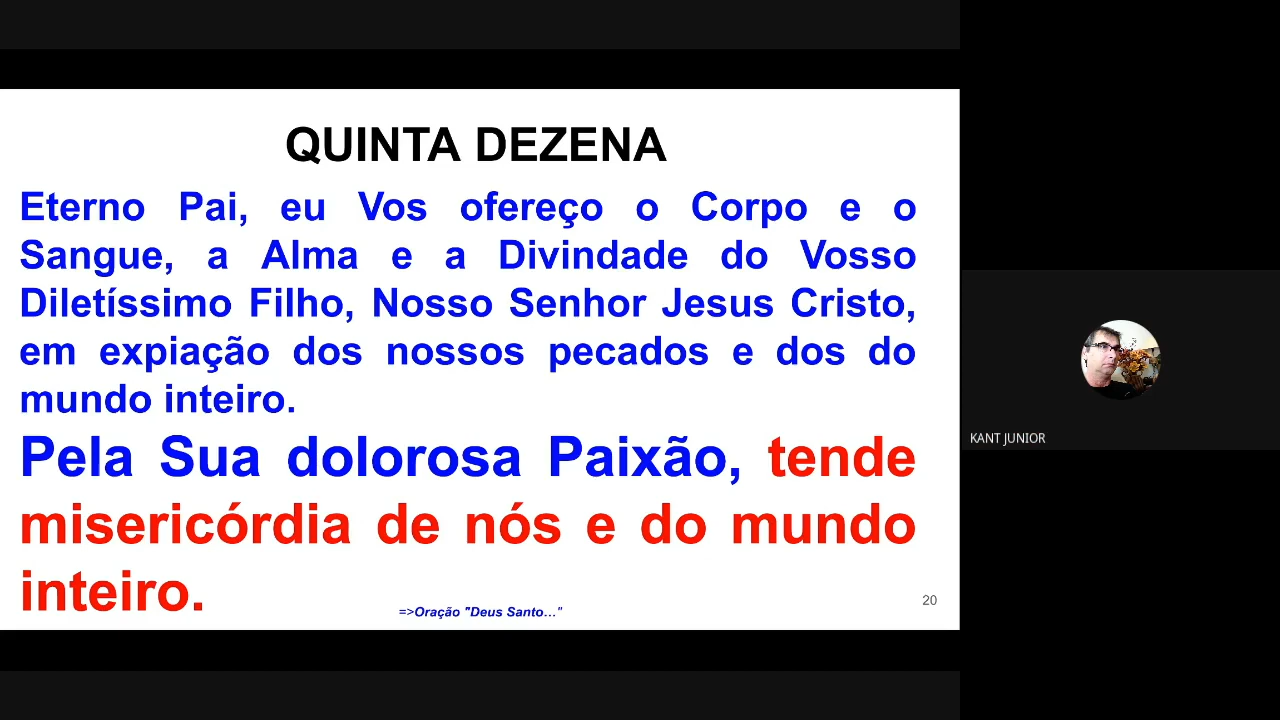 QUINTA DEZENA
Eterno Pai, eu Vos ofereço o Corpo e o
Sangue, a Alma e a Divindade do Vosso
Diletíssimo Filho, Nosso Senhor Jesus Cristo,
em expiação dos nossos pecados e dos do
mundo inteiro.
Pela Sua dolorosa Paixão, tende
misericórdia de nós e do mundo
inteiro.
=>Oração "Deus Santo..."
20
KANT JUNIOR